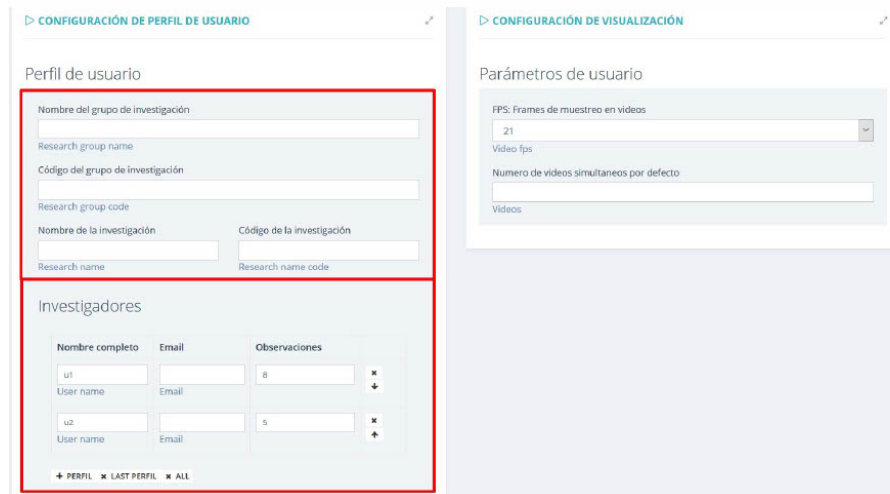 CONFIGURACIÓN DE PERFIL DE USUARIO
Perfil de usuario
Nombre del grupo de investigación
Research group name
Código del grupo de investigación
Research group code
Nombre de la investigación Código de la investigación
Research name Research name code
Investigadores
Nombre completo Email Observaciones
u1 8
User name Email
u2 5
User name Email
+ PERFIL × LAST PERFIL × ALL
CONFIGURACIÓN DE VISUALIZACIÓN
Parámetros de usuario
FPS: Frames de muestreo en videos
21
Video fps
Numero de videos simultaneos por defecto
Videos